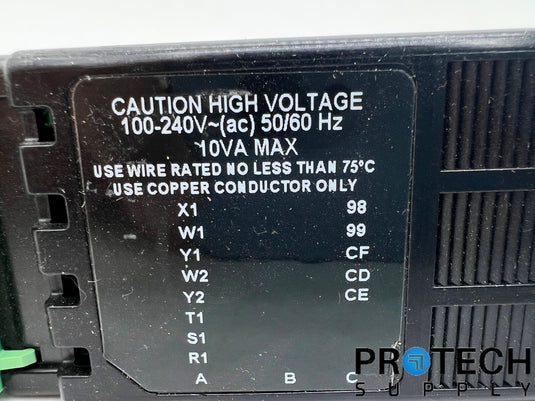 CAUTION HIGH VOLTAGE
100-240V~(ac) 50/60 Hz
10VA MAX
USE WIRE RATED NO LESS THAN 75°C
USE COPPER CONDUCTOR ONLY
X1 98
W1 99
Y1 CF
W2 CD
Y2 CE
T1
S1
R1
A B C
PROTECH
SUPPLY